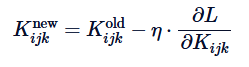 K_{ijk}^{new} = K_{ijk}^{old} − η · ∂L / ∂K_{ijk}